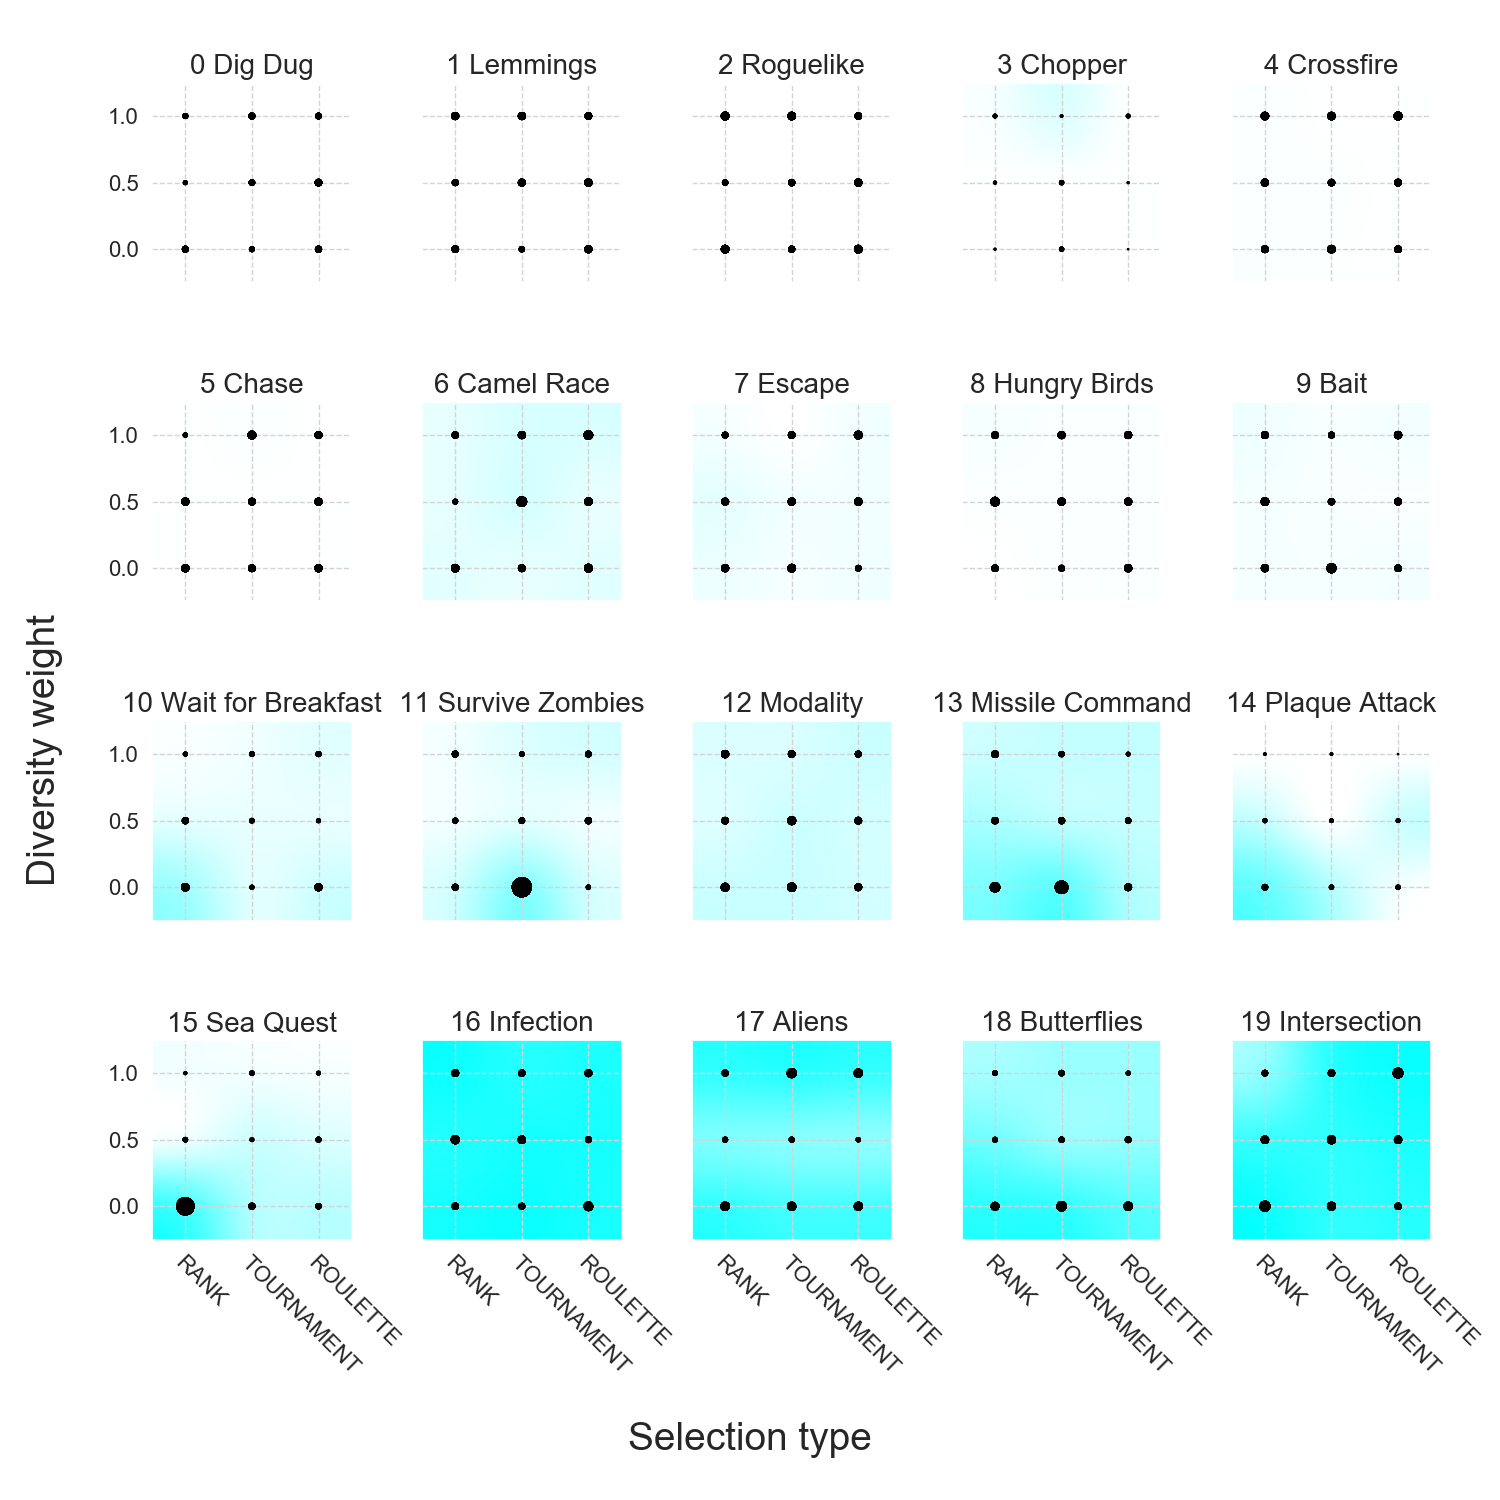 0 Dig Dug
1 Lemmings
2 Roguelike
3 Chopper
4 Crossfire
1.0
0.5
0.0
5 Chase
6 Camel Race
7 Escape
8 Hungry Birds
9 Bait
1.0
0.5
0.0
Diversity weight
10 Wait for Breakfast
11 Survive Zombies
12 Modality
13 Missile Command
14 Plaque Attack
1.0
0.5
0.0
15 Sea Quest
16 Infection
17 Aliens
18 Butterflies
19 Intersection
1.0
0.5
0.0
RANK
TOURNAMENT
ROULETTE
RANK
TOURNAMENT
ROULETTE
RANK
TOURNAMENT
ROULETTE
RANK
TOURNAMENT
ROULETTE
RANK
TOURNAMENT
ROULETTE
Selection type